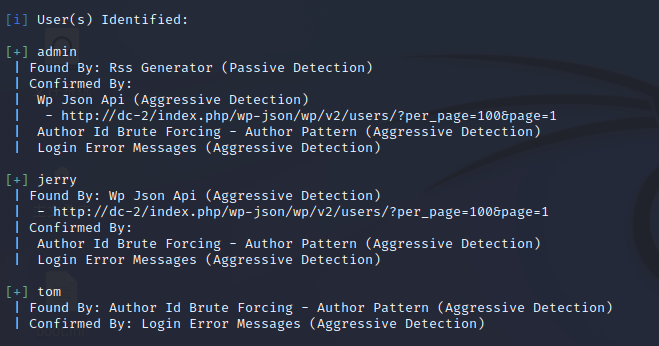 [i] User(s) Identified:
[+] admin
| Found By: Rss Generator (Passive Detection)
| Confirmed By:
| Wp Json Api (Aggressive Detection)
| - http://dc-2/index.php/wp-json/wp/v2/users/?per_page=100&page=1
| Author Id Brute Forcing - Author Pattern (Aggressive Detection)
| Login Error Messages (Aggressive Detection)
[+] jerry
| Found By: Wp Json Api (Aggressive Detection)
| - http://dc-2/index.php/wp-json/wp/v2/users/?per_page=100&page=1
| Confirmed By:
| Author Id Brute Forcing - Author Pattern (Aggressive Detection)
| Login Error Messages (Aggressive Detection)
[+] tom
| Found By: Author Id Brute Forcing - Author Pattern (Aggressive Detection)
| Confirmed By: Login Error Messages (Aggressive Detection)